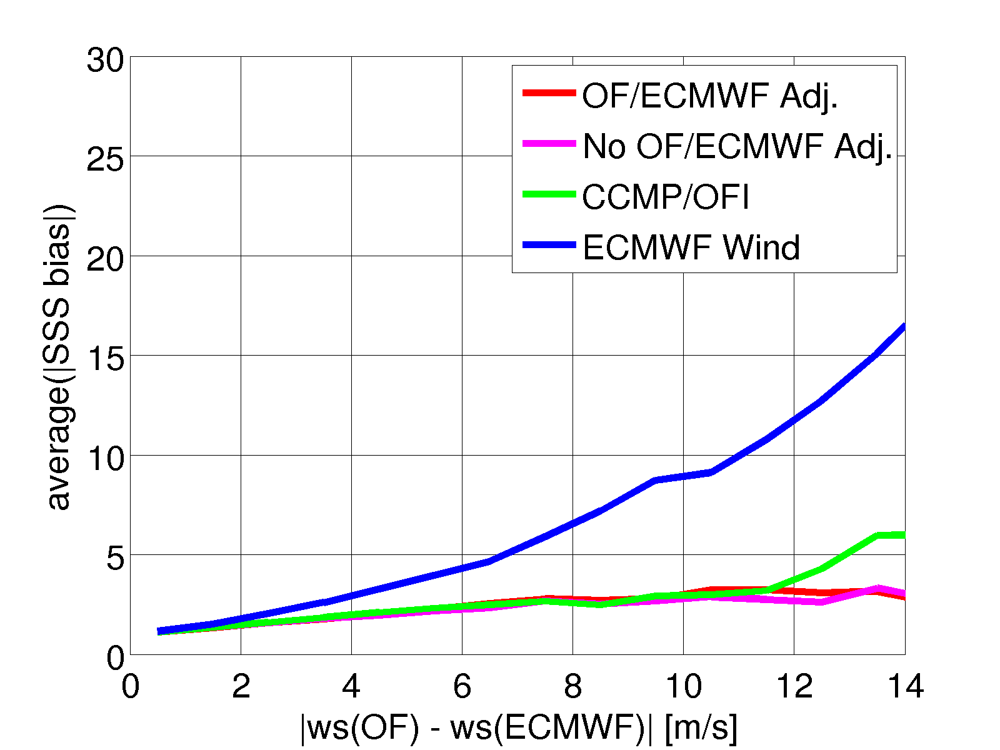 30
25
20
15
10
5
0
average(|SSS bias|)
OF/ECMWF Adj.
No OF/ECMWF Adj.
CCMP/OFI
ECMWF Wind
0 2 4 6 8 10 12 14
|ws(OF) - ws(ECMWF)| [m/s]